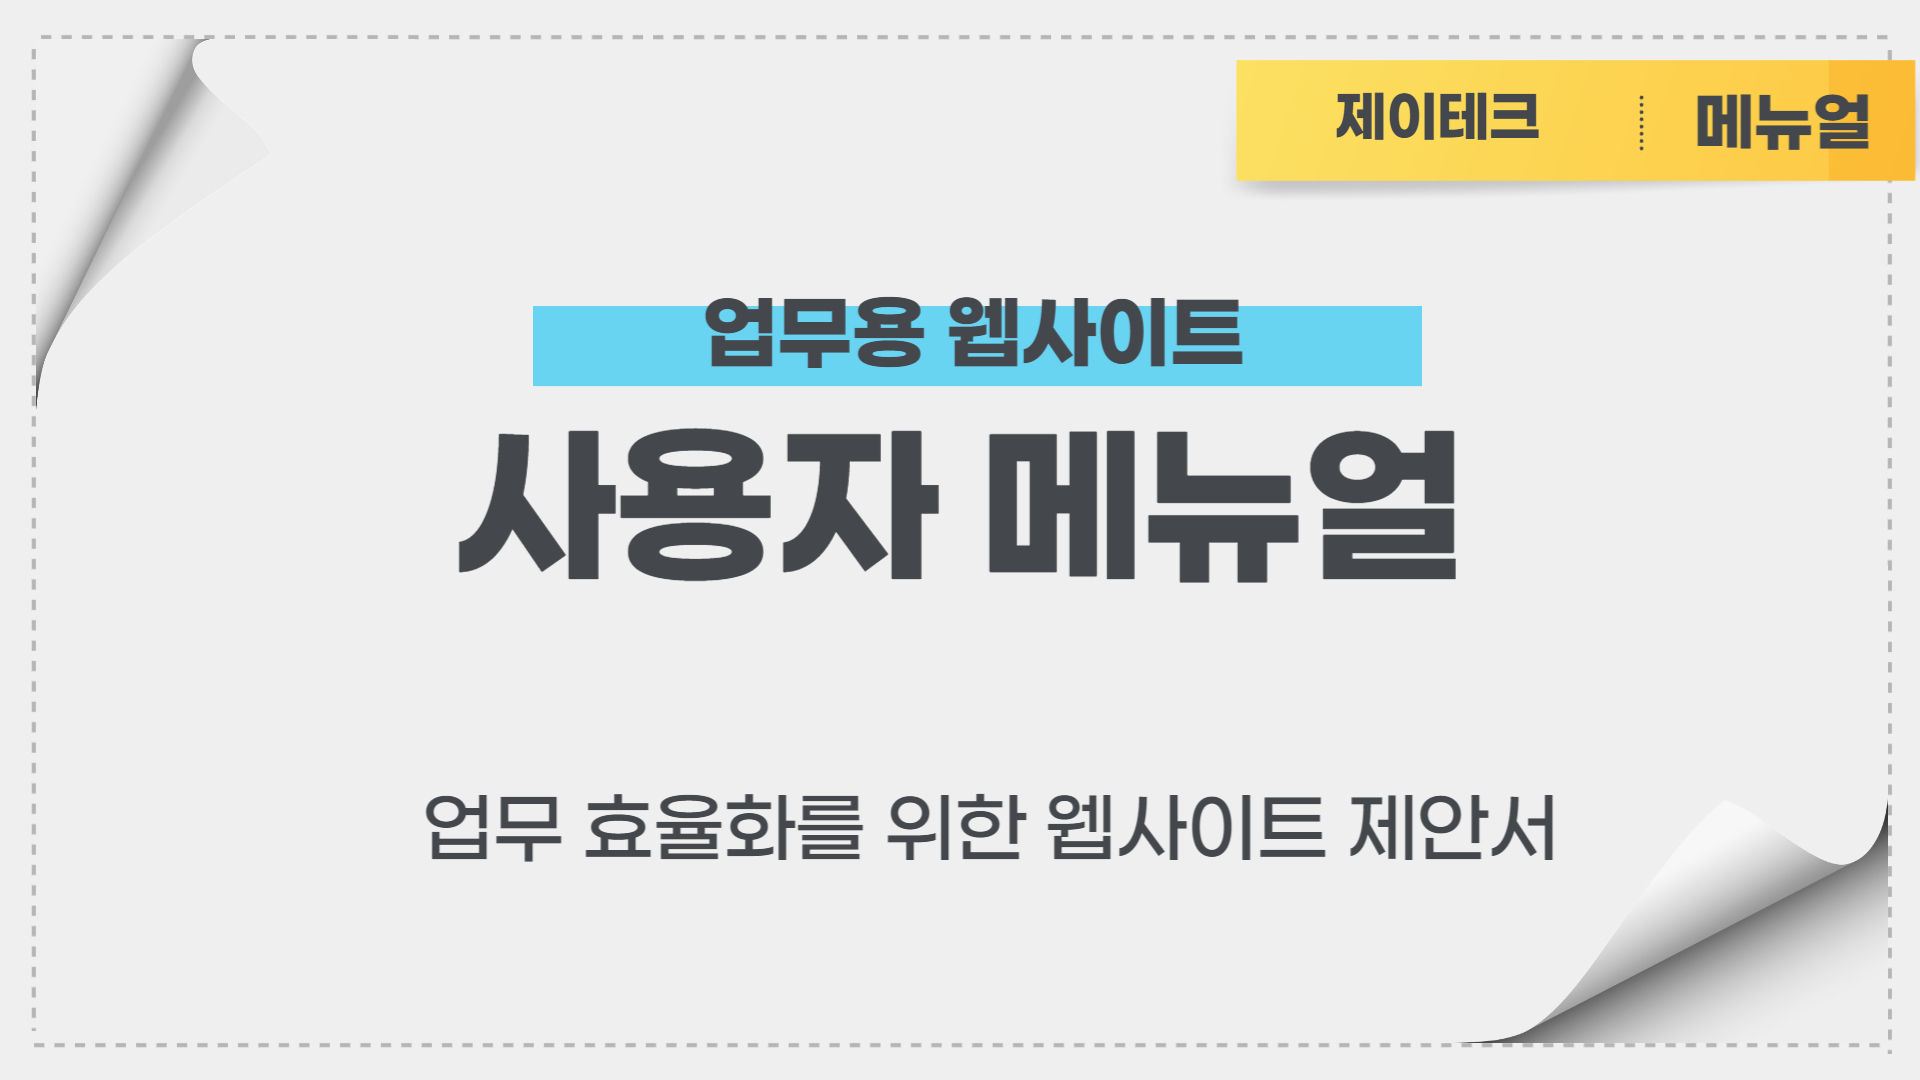 제이테크 메뉴얼
업무용 웹사이트
사용자 메뉴얼
업무 효율화를 위한 웹사이트 제안서